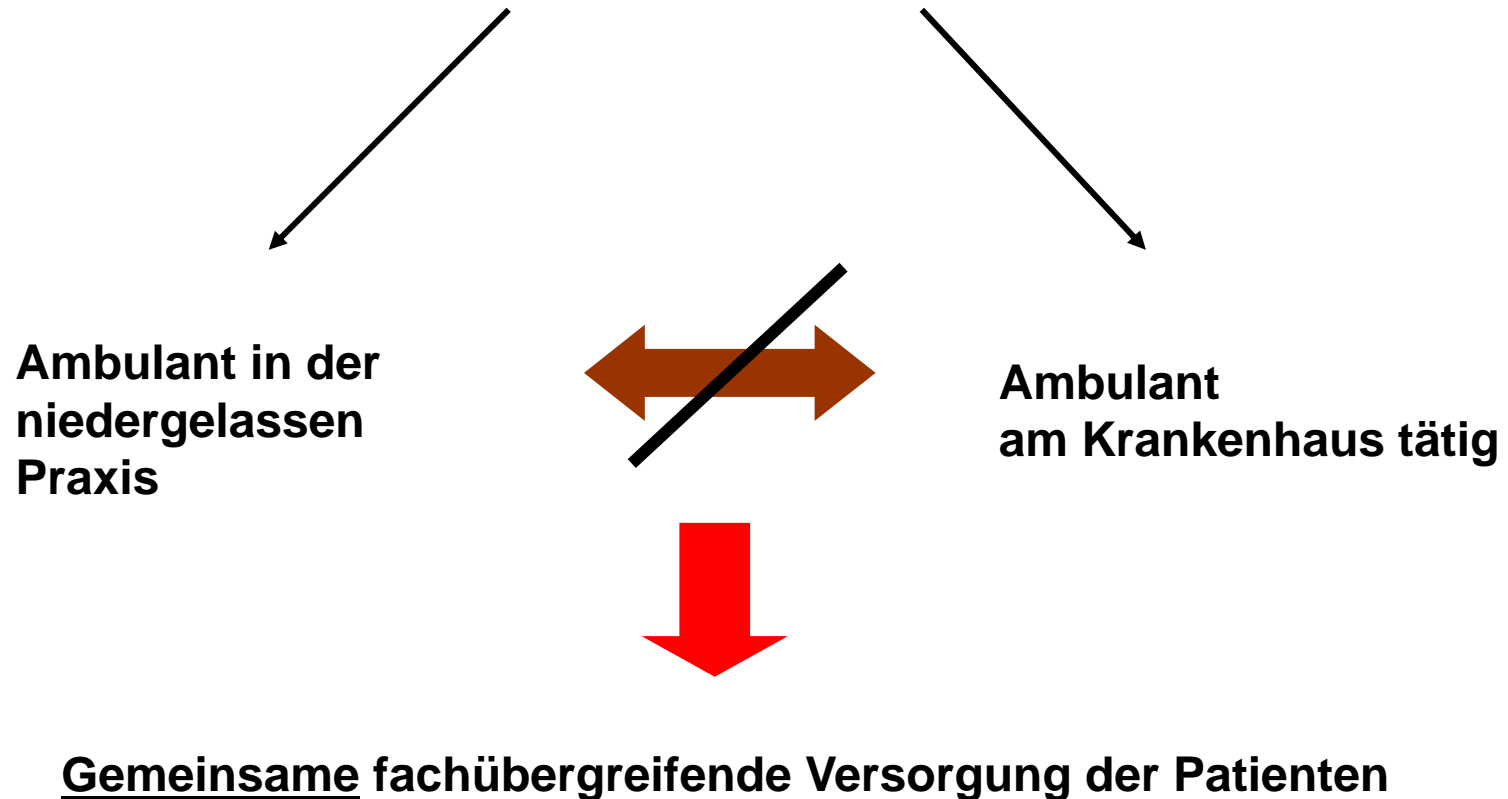 Ambulant in der
niedergelassen
Praxis
Ambulant
am Krankenhaus tätig
Gemeinsame fachübergreifende Versorgung der Patienten